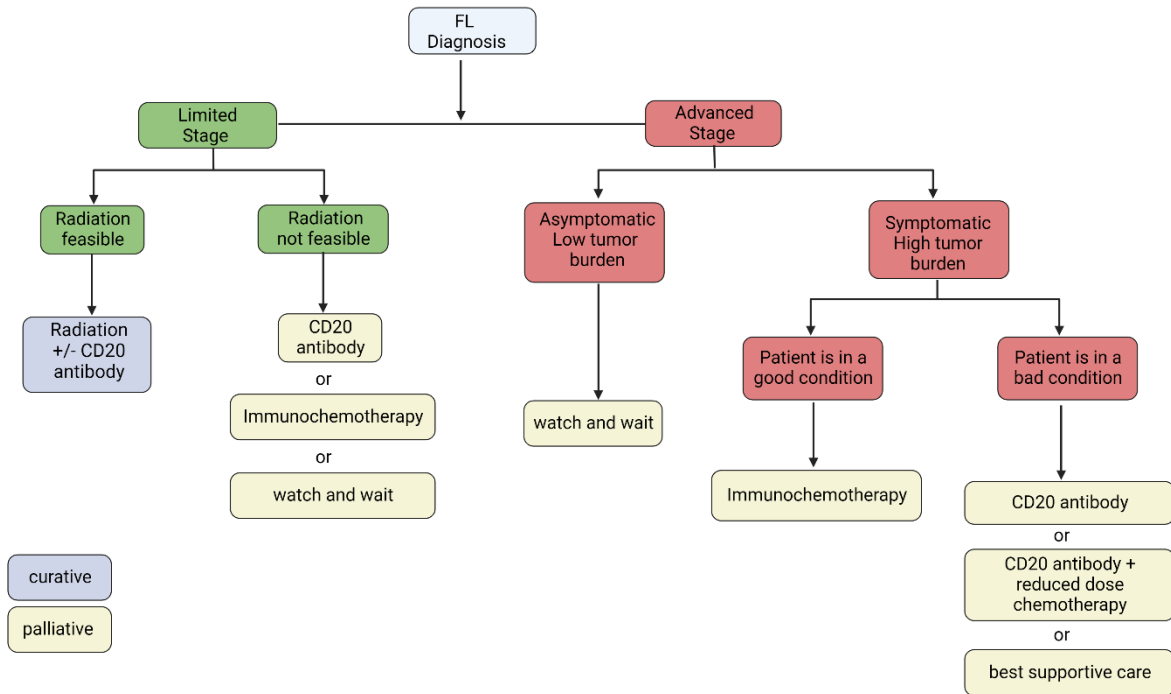 FL
Diagnosis
Limited
Stage
Advanced
Stage
Radiation
feasible
Radiation
not feasible
Asymptomatic
Low tumor
burden
Symptomatic
High tumor
burden
Radiation
+/- CD20
antibody
CD20
antibody
or
Immunochemotherapy
or
watch and wait
watch and wait
Patient is in a
good condition
Patient is in a
bad condition
Immunochemotherapy
CD20 antibody
or
CD20 antibody +
reduced dose
chemotherapy
or
best supportive care
curative
palliative